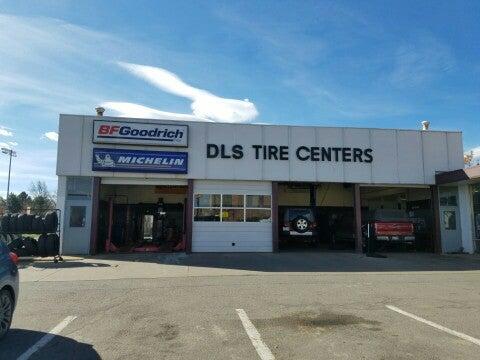 BFGoodrich
MICHELIN
DLS TIRE CENTERS